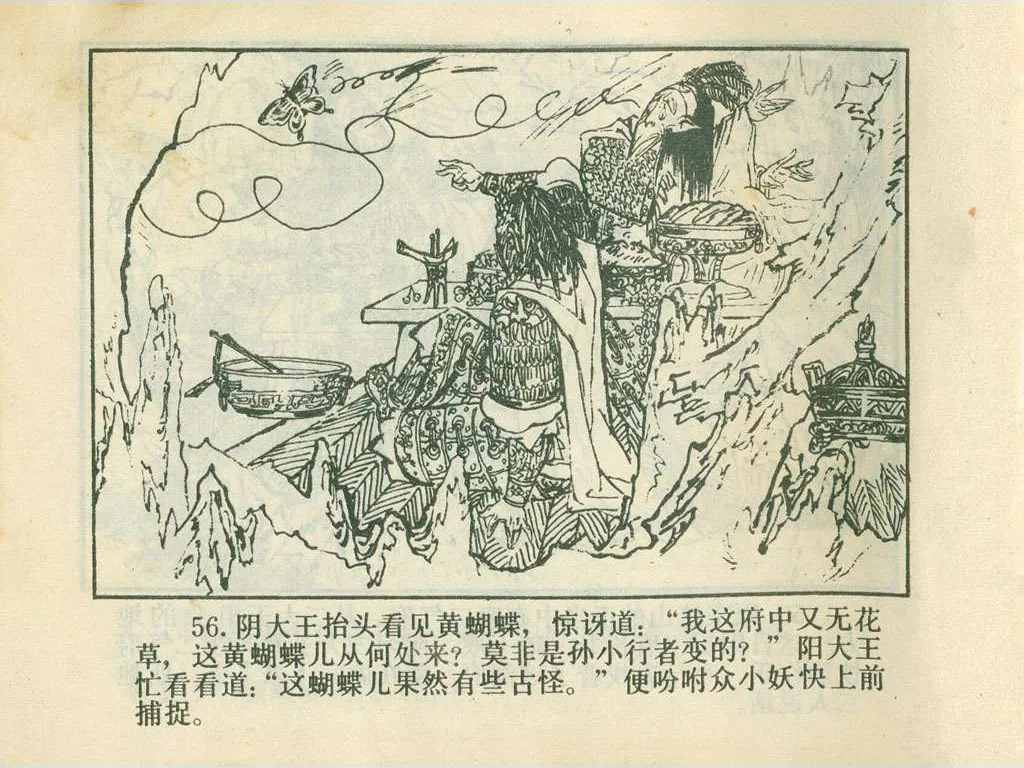 56. 阴大王抬头看见黄蝴蝶，惊讶道：“我这府中又无花
草，这黄蝴蝶儿从何处来？莫非是孙小行者变的？”阳大王
忙看看道：“这蝴蝶儿果然有些古怪。”便吩咐众小妖快上前
捕捉。